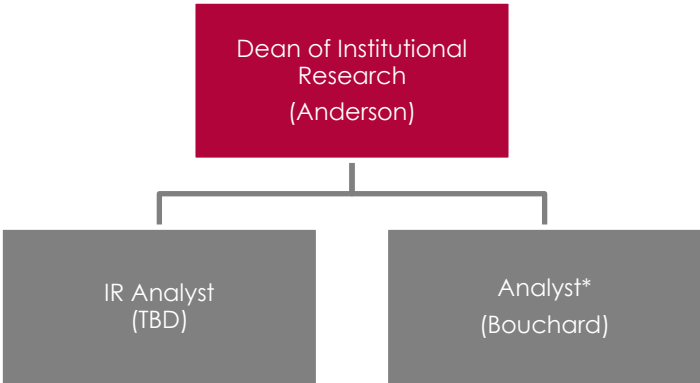 Dean of Institutional
Research
(Anderson)
IR Analyst
(TBD)
Analyst*
(Bouchard)